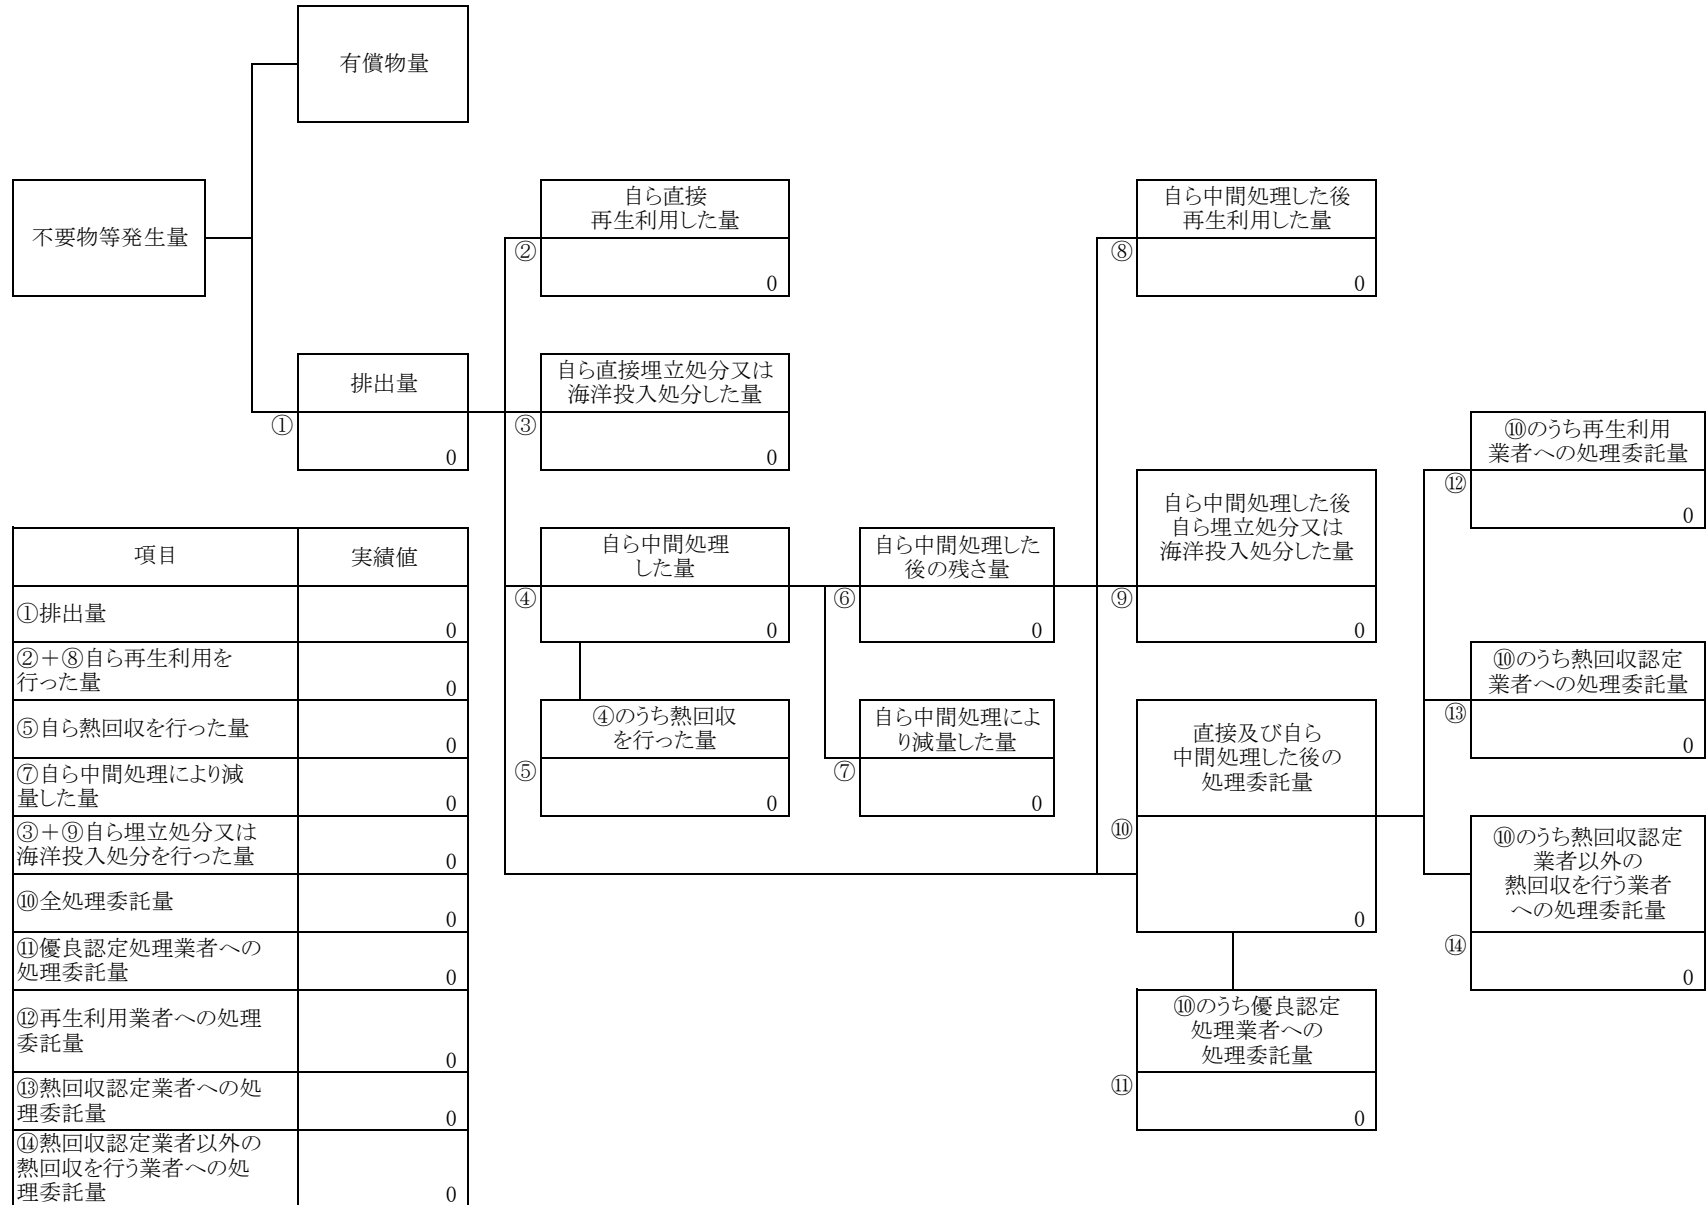 有償物量
不要物等発生量
排出量
①
0
自ら直接
再生利用した量
②
0
自ら直接埋立処分又は
海洋投入処分した量
③
0
自ら中間処理
した量
④
0
④のうち熱回収
を行った量
⑤
0
自ら中間処理した
後の残さ量
⑥
0
自ら中間処理によ
り減量した量
⑦
0
自ら中間処理した後
再生利用した量
⑧
0
自ら中間処理した後
自ら埋立処分又は
海洋投入処分した量
⑨
0
直接及び自ら
中間処理した後の
処理委託量
⑩
0
⑩のうち優良認定
処理業者への
処理委託量
⑪
0
⑩のうち再生利用
業者への処理委託量
⑫
0
⑩のうち熱回収認定
業者への処理委託量
⑬
0
⑩のうち熱回収認定
業者以外の
熱回収を行う業者
への処理委託量
⑭
0
項目 実績値
①排出量
0
②＋⑧自ら再生利用を
行った量
0
⑤自ら熱回収を行った量
0
⑦自ら中間処理により減
量した量
0
③＋⑨自ら埋立処分又は
海洋投入処分を行った量
0
⑩全処理委託量
0
⑪優良認定処理業者への
処理委託量
0
⑫再生利用業者への処理
委託量
0
⑬熱回収認定業者への処
理委託量
0
⑭熱回収認定業者以外の
熱回収を行う業者への処
理委託量
0